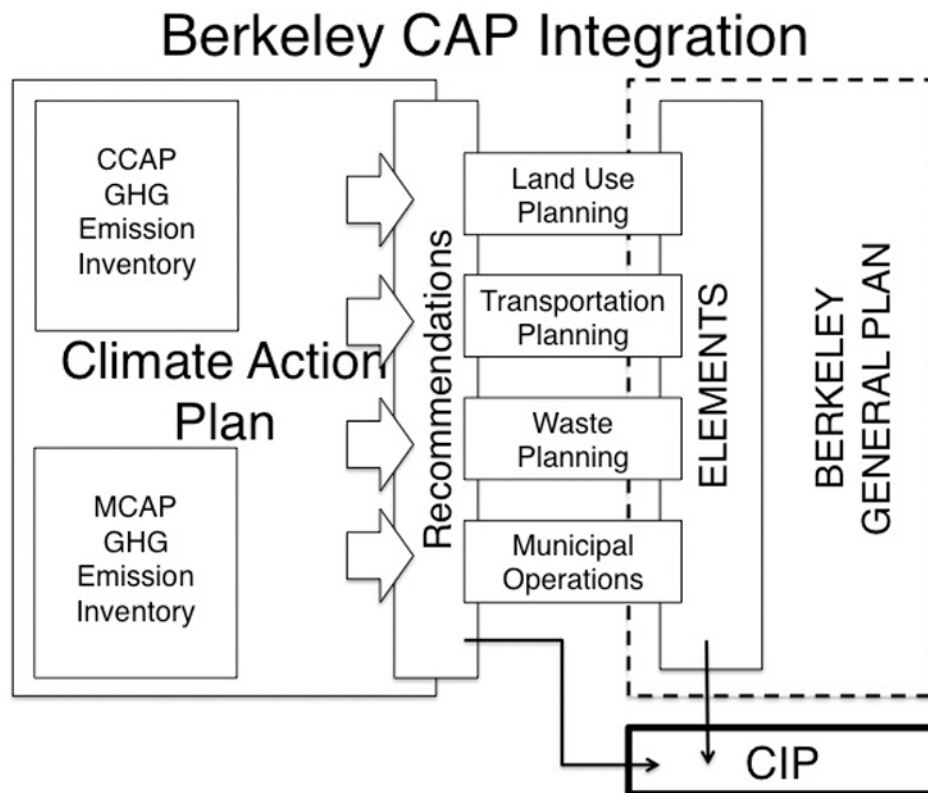 Berkeley CAP Integration
CCAP
GHG
Emission
Inventory
Climate Action
Plan
MCAP
GHG
Emission
Inventory
Recommendations
Land Use
Planning
Transportation
Planning
Waste
Planning
Municipal
Operations
ELEMENTS
BERKELEY
GENERAL PLAN
CIP